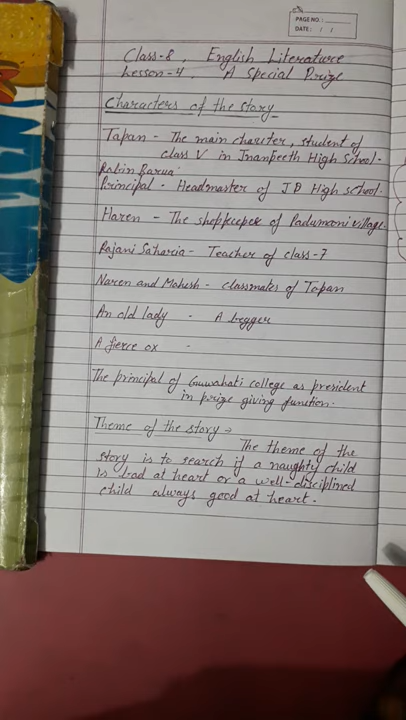 PAGE NO.:
DATE: / /
Class-8, English Literature
Lesson-4, A Special Prize
Characters of the story
Tapan - The main chariter, student of
class V in Jnanpeeth High School.
Robin Barua
Principal - Headmaster of J.B High school.
Haren - The shopkeeper of Padumoni village.
Rajani Saharia - Teacher of class-7
Naren and Mahesh - classmates of Tapan
An old lady - A begger
A fierce ox -
The principal of Guwahati college as president
in prize giving function.
Theme of the story →
The theme of the
story is to search if a naughty child
is bad at heart or a well-disciplined
child always good at heart.